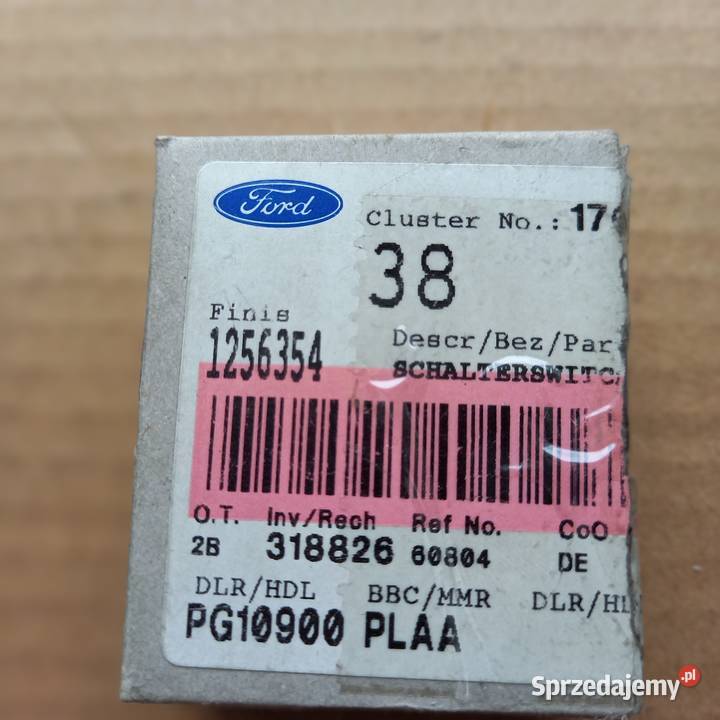 Ford
Cluster No.: 17
38
Finis
1256354
Descr/Bez/Par
SCHALTERSWITC
O.T. Inv/Rech Ref No. CoO
2B 318826 60804 DE
DLR/HDL BBC/MMR DLR/H
PG10900 PLAA
Sprzedajemy.pl